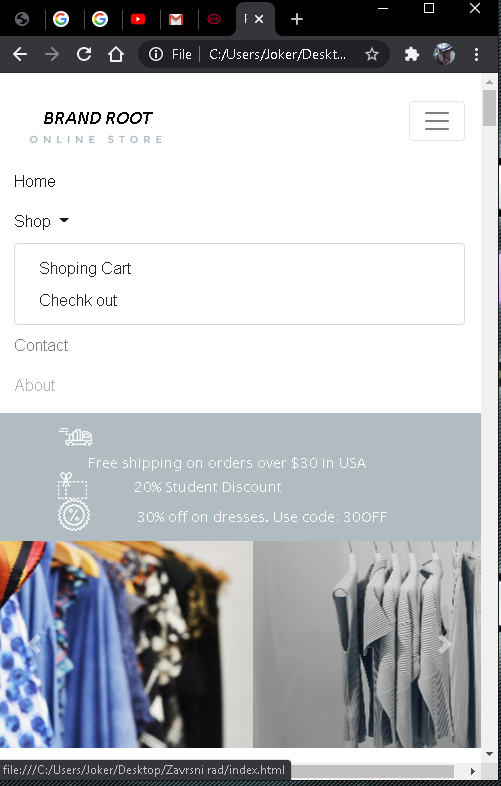 File
C:/Users/Joker/Deskt...
BRAND ROOT
ONLINE STORE
Home
Shop
Shoping Cart
Chechk out
Contact
About
Free shipping on orders over $30 in USA
20% Student Discount
30% off on dresses. Use code: 30OFF
file:///C:/Users/Joker/Desktop/Zavrsni rad/index.html